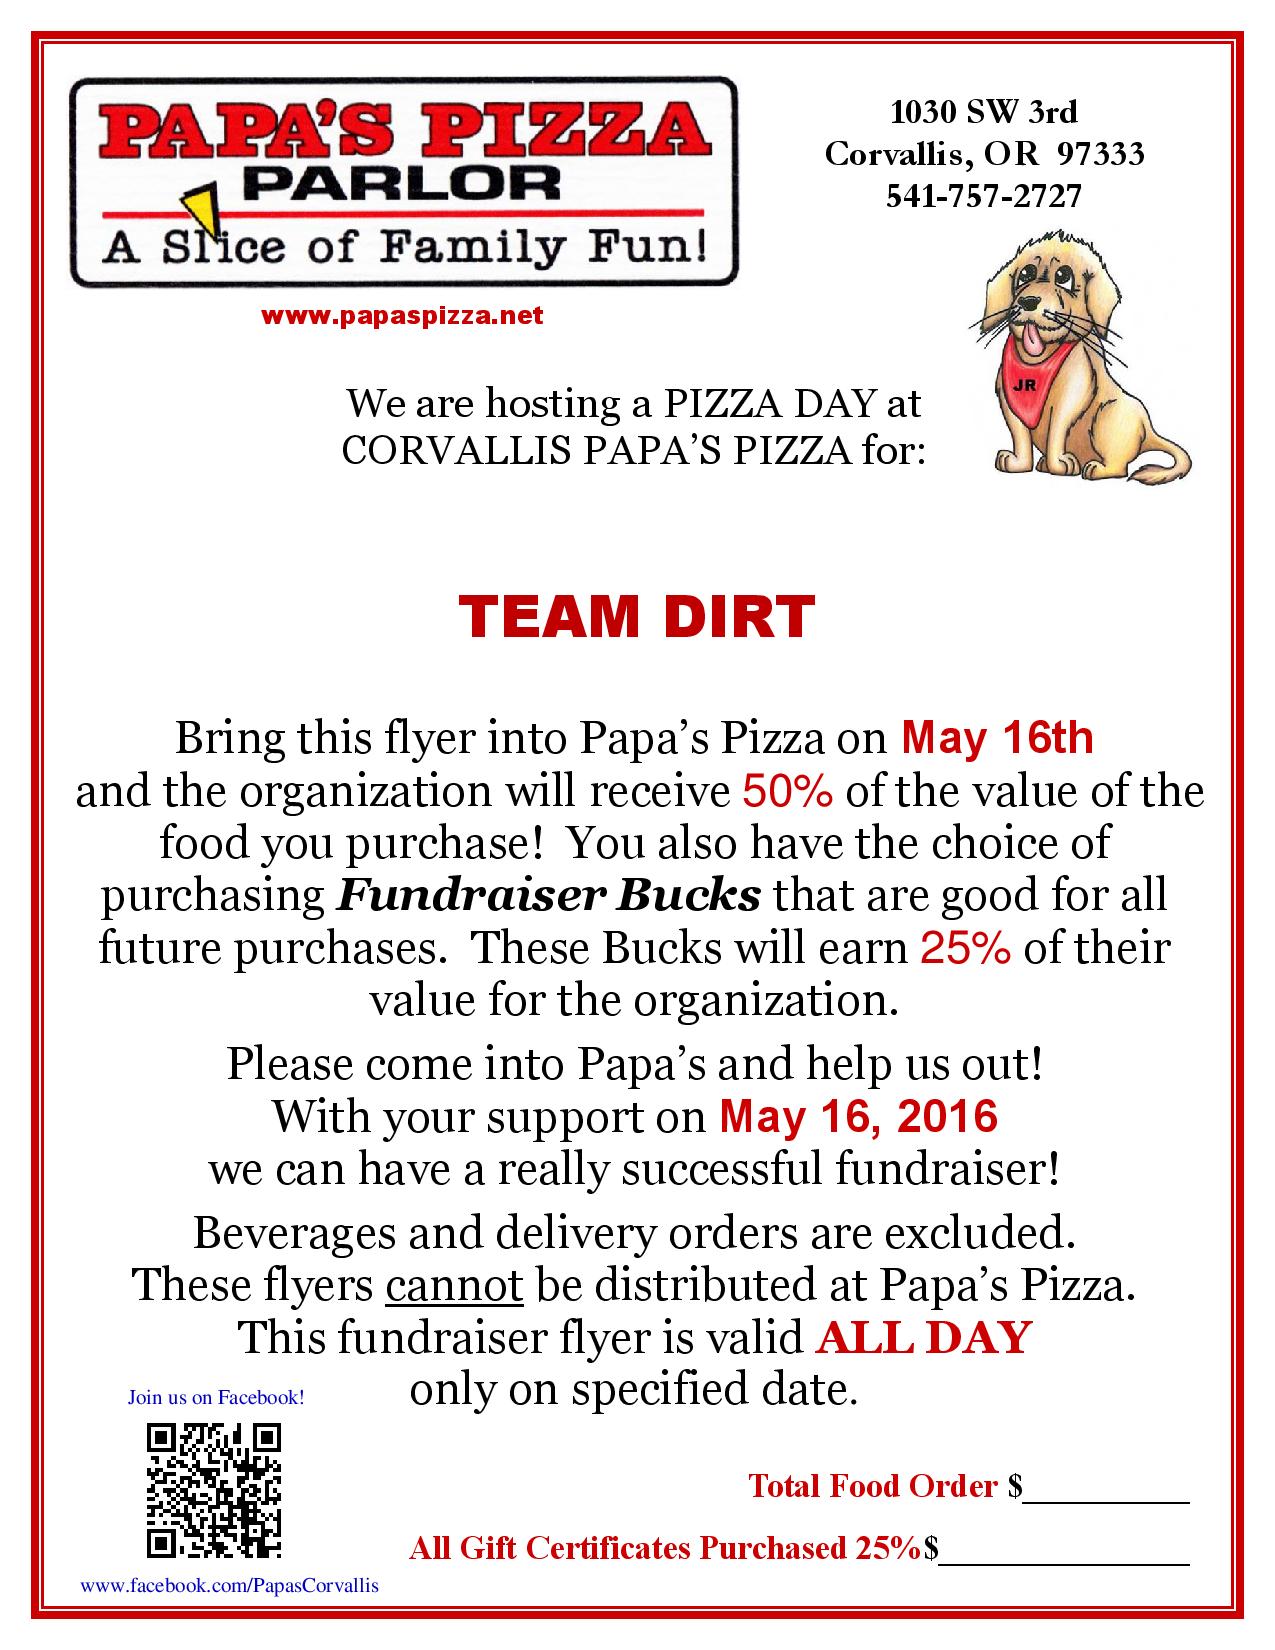 PAPA'S PIZZA
PARLOR
A Slice of Family Fun!
www.papaspizza.net
1030 SW 3rd
Corvallis, OR  97333
541-757-2727
JR
We are hosting a PIZZA DAY at
CORVALLIS PAPA'S PIZZA for:
TEAM DIRT
Bring this flyer into Papa's Pizza on May 16th
and the organization will receive 50% of the value of the
food you purchase!  You also have the choice of
purchasing Fundraiser Bucks that are good for all
future purchases.  These Bucks will earn 25% of their
value for the organization.
Please come into Papa's and help us out!
With your support on May 16, 2016
we can have a really successful fundraiser!
Beverages and delivery orders are excluded.
These flyers cannot be distributed at Papa's Pizza.
This fundraiser flyer is valid ALL DAY
only on specified date.
Join us on Facebook!
www.facebook.com/PapasCorvallis
Total Food Order $__________
All Gift Certificates Purchased 25%$_______________